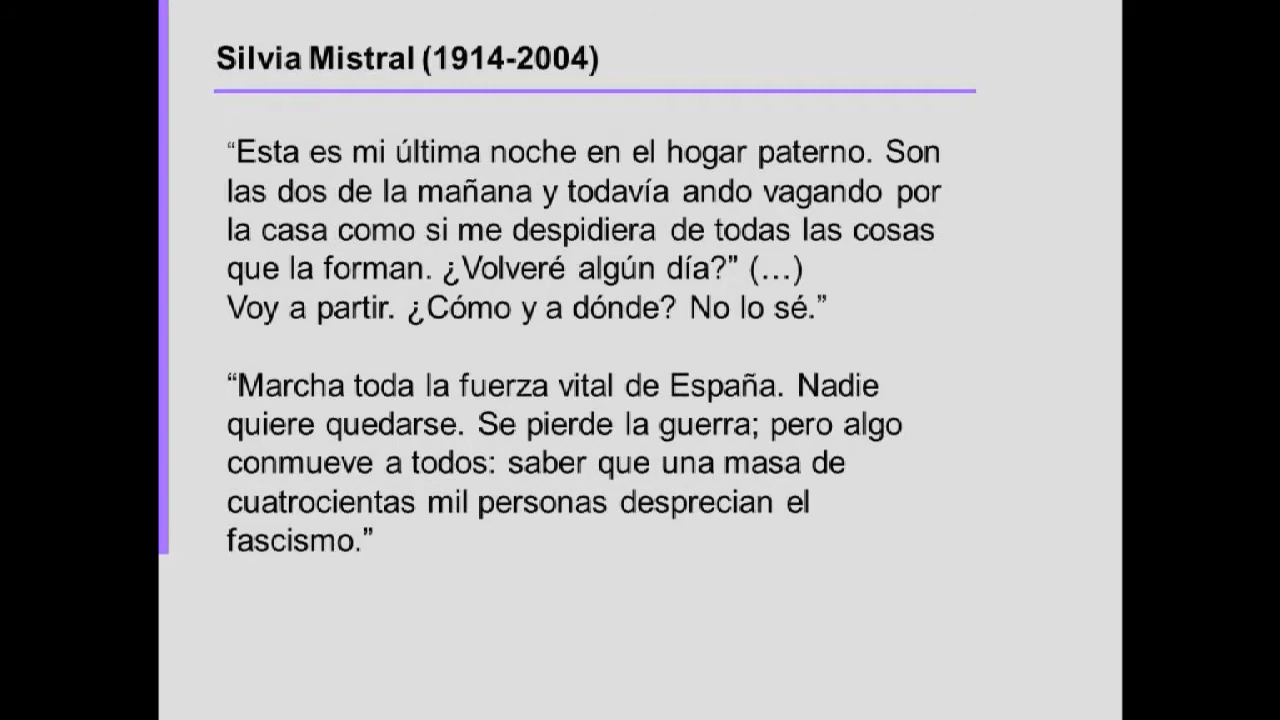 Silvia Mistral (1914-2004)
“Esta es mi última noche en el hogar paterno. Son
las dos de la mañana y todavía ando vagando por
la casa como si me despidiera de todas las cosas
que la forman. ¿Volveré algún día?” (…)
Voy a partir. ¿Cómo y a dónde? No lo sé.”
“Marcha toda la fuerza vital de España. Nadie
quiere quedarse. Se pierde la guerra; pero algo
conmueve a todos: saber que una masa de
cuatrocientas mil personas desprecian el
fascismo.”